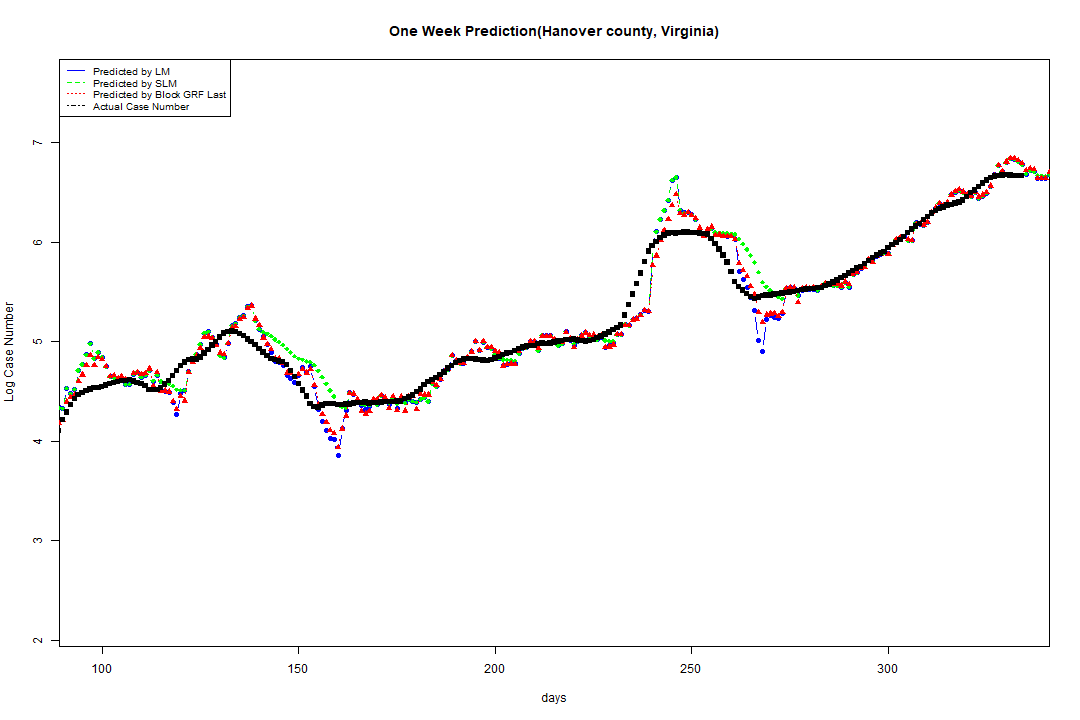 One Week Prediction(Hanover county, Virginia)
Predicted by LM
Predicted by SLM
Predicted by Block GRF Last
Actual Case Number
Log Case Number
7
6
5
4
3
2
100 150 200 250 300
days